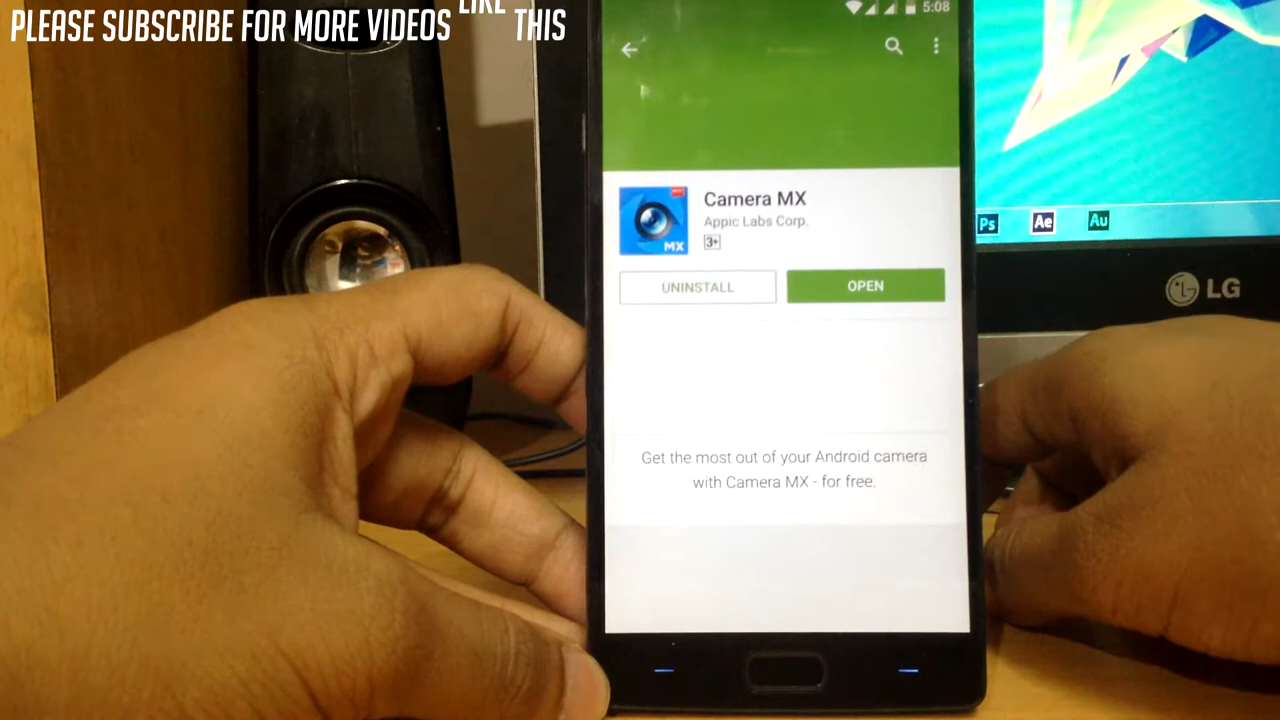 PLEASE SUBSCRIBE FOR MORE VIDEOS LIKE THIS
5:08
Camera MX
Appic Labs Corp.
3+
MX
UNINSTALL
OPEN
Get the most out of your Android camera
with Camera MX - for free.
Ps
Ae
Au
LG